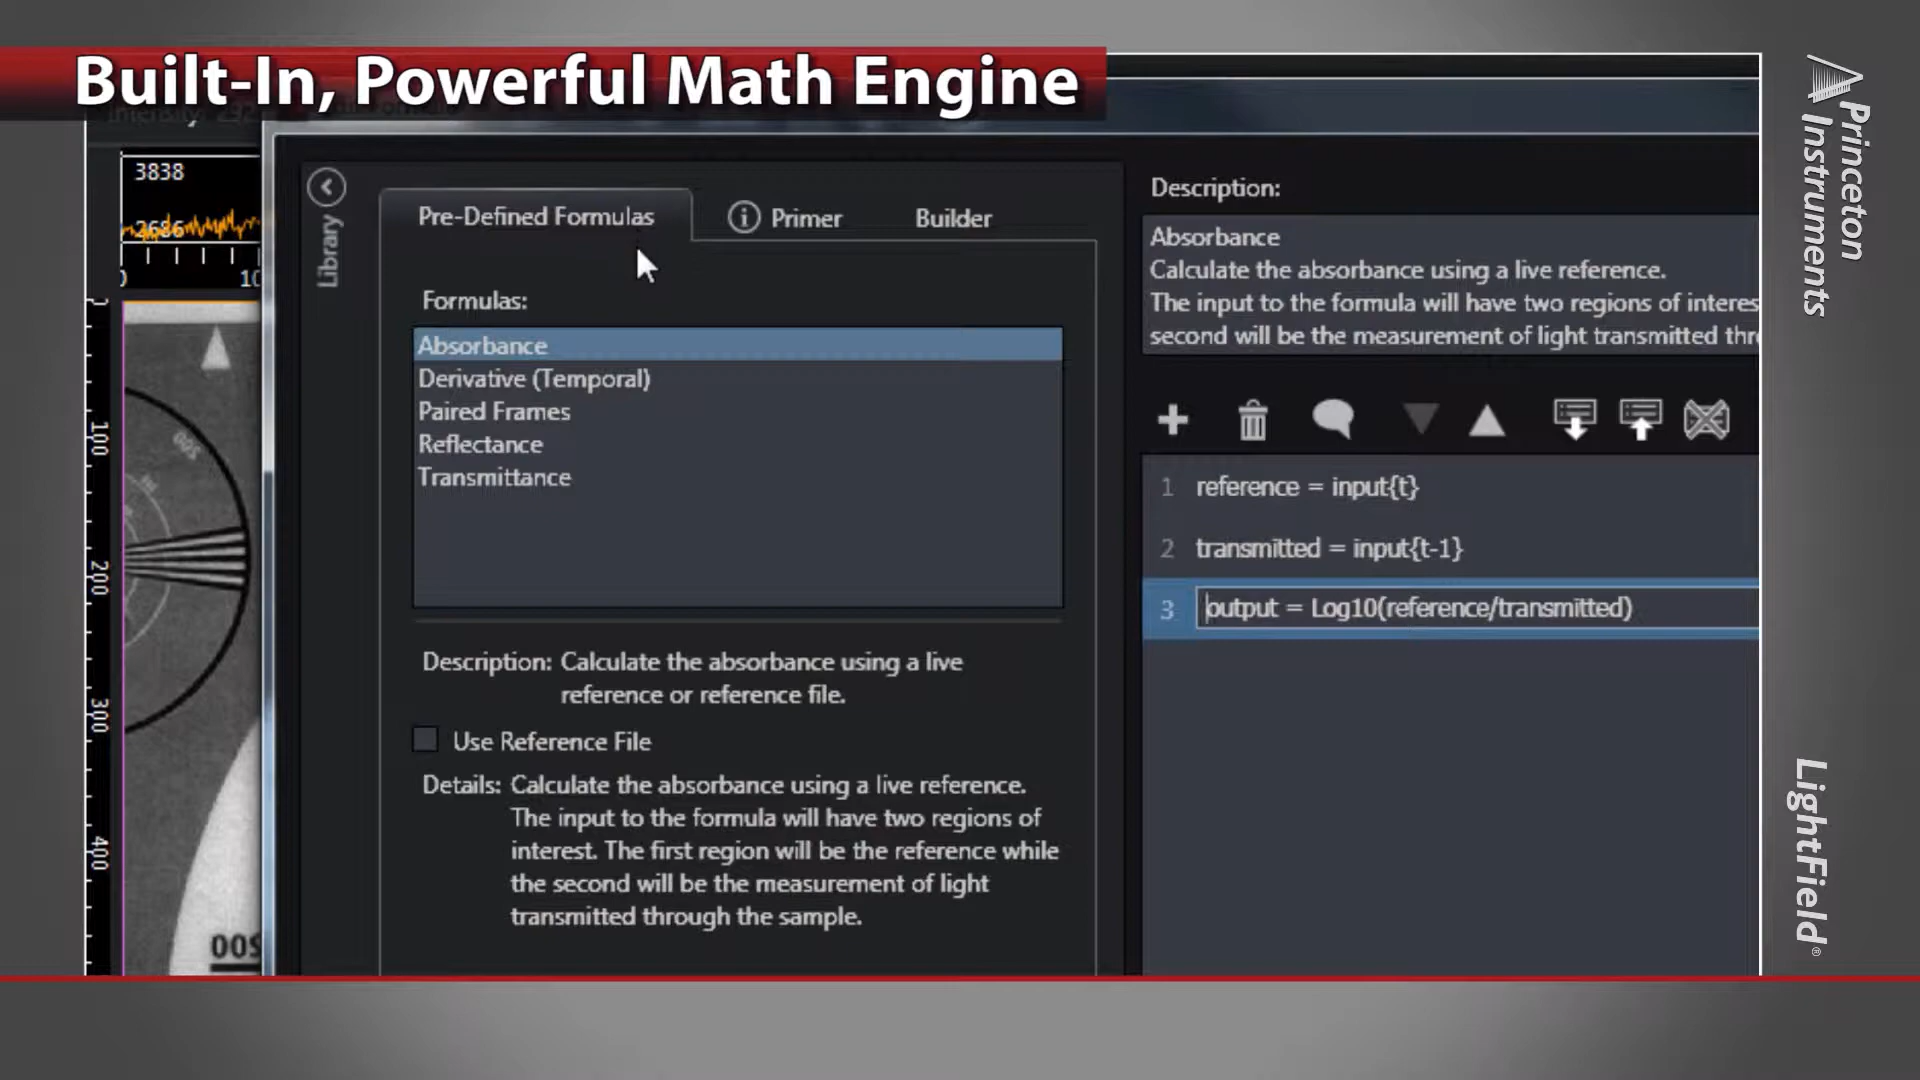 Built-In, Powerful Math Engine
3838
2686
0
100
200
300
400
500
Library
Pre-Defined Formulas
Primer
Builder
Formulas:
Absorbance
Derivative (Temporal)
Paired Frames
Reflectance
Transmittance
Description: Calculate the absorbance using a live
reference or reference file.
Use Reference File
Details: Calculate the absorbance using a live reference.
The input to the formula will have two regions of
interest. The first region will be the reference while
the second will be the measurement of light
transmitted through the sample.
Description:
Absorbance
Calculate the absorbance using a live reference.
The input to the formula will have two regions of interes
second will be the measurement of light transmitted thr
1 reference = input{t}
2 transmitted = input{t-1}
3 output = Log10(reference/transmitted)
Princeton
Instruments
LightField®